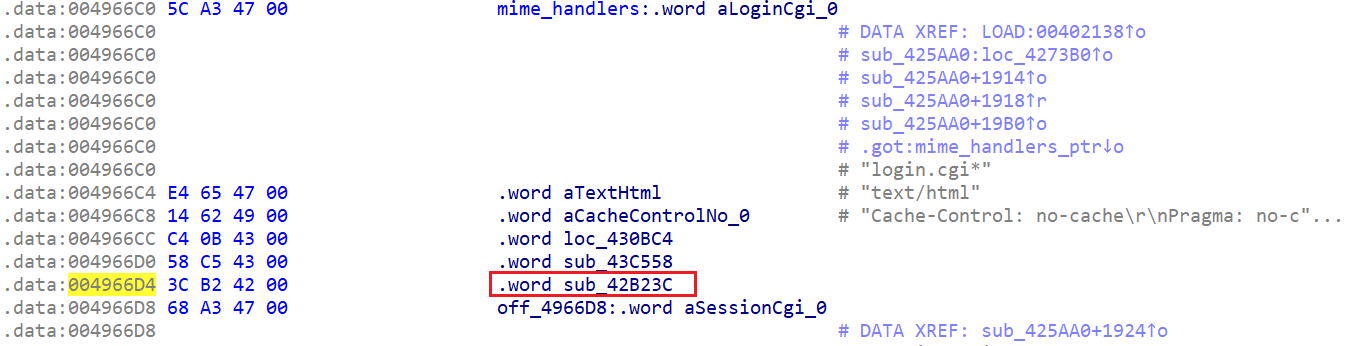 .data:004966C0 5C A3 47 00 mime_handlers:.word aLoginCgi_0
.data:004966C0 # DATA XREF: LOAD:00402138↑o
.data:004966C0 # sub_425AA0:loc_4273B0↑o
.data:004966C0 # sub_425AA0+1914↑o
.data:004966C0 # sub_425AA0+1918↑r
.data:004966C0 # sub_425AA0+19B0↑o
.data:004966C0 # .got:mime_handlers_ptr↓o
.data:004966C0 # "login.cgi*"
.data:004966C4 E4 65 47 00 .word aTextHtml # "text/html"
.data:004966C8 14 62 49 00 .word aCacheControlNo_0 # "Cache-Control: no-cache\r\nPragma: no-c"...
.data:004966CC C4 0B 43 00 .word loc_430BC4
.data:004966D0 58 C5 43 00 .word sub_43C558
.data:004966D4 3C B2 42 00 .word sub_42B23C
.data:004966D8 68 A3 47 00 off_4966D8:.word aSessionCgi_0
.data:004966D8 # DATA XREF: sub_425AA0+1924↑o